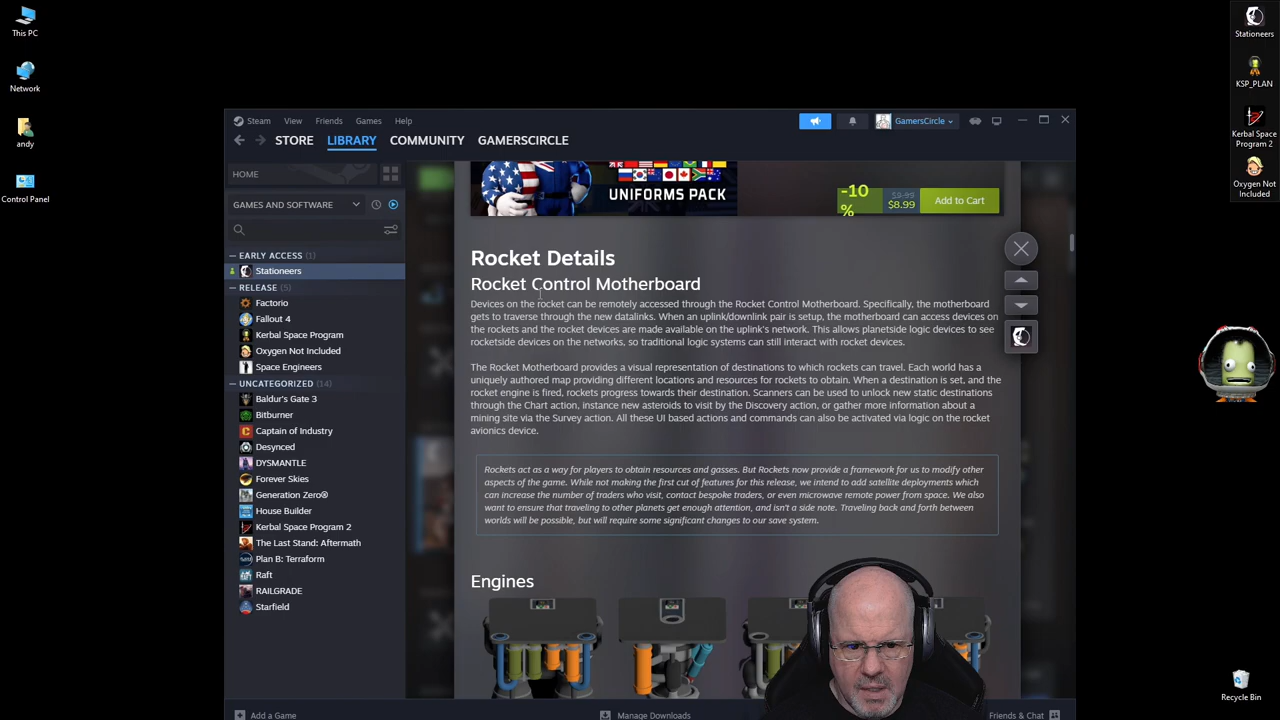 This PC
Network
andy
Control Panel
Stationeers
KSP_PLAN
Kerbal Space
Program 2
Oxygen Not
Included
Recycle Bin
Steam View Friends Games Help
GamersCircle
STORE LIBRARY COMMUNITY GAMERSCIRCLE
HOME
GAMES AND SOFTWARE
EARLY ACCESS (1)
Stationeers
RELEASE (5)
Factorio
Fallout 4
Kerbal Space Program
Oxygen Not Included
Space Engineers
UNCATEGORIZED (14)
Baldur's Gate 3
Bitburner
Captain of Industry
Desynced
DYSMANTLE
Forever Skies
Generation Zero®
House Builder
Kerbal Space Program 2
The Last Stand: Aftermath
Plan B: Terraform
Raft
RAILGRADE
Starfield
UNIFORMS PACK
-10
%
$9.99
$8.99
Add to Cart
Rocket Details
Rocket Control Motherboard
Devices on the rocket can be remotely accessed through the Rocket Control Motherboard. Specifically, the motherboard
gets to traverse through the new datalinks. When an uplink/downlink pair is setup, the motherboard can access devices on
the rockets and the rocket devices are made available on the uplink's network. This allows planetside logic devices to see
rocketside devices on the networks, so traditional logic systems can still interact with rocket devices.
The Rocket Motherboard provides a visual representation of destinations to which rockets can travel. Each world has a
uniquely authored map providing different locations and resources for rockets to obtain. When a destination is set, and the
rocket engine is fired, rockets progress towards their destination. Scanners can be used to unlock new static destinations
through the Chart action, instance new asteroids to visit by the Discovery action, or gather more information about a
mining site via the Survey action. All these UI based actions and commands can also be activated via logic on the rocket
avionics device.
Rockets act as a way for players to obtain resources and gasses. But Rockets now provide a framework for us to modify other
aspects of the game. While not making the first cut of features for this release, we intend to add satellite deployments which
can increase the number of traders who visit, contact bespoke traders, or even microwave remote power from space. We also
want to ensure that traveling to other planets get enough attention, and isn't a side note. Traveling back and forth between
worlds will be possible, but will require some significant changes to our save system.
Engines
Add a Game
Manage Downloads
Friends & Chat